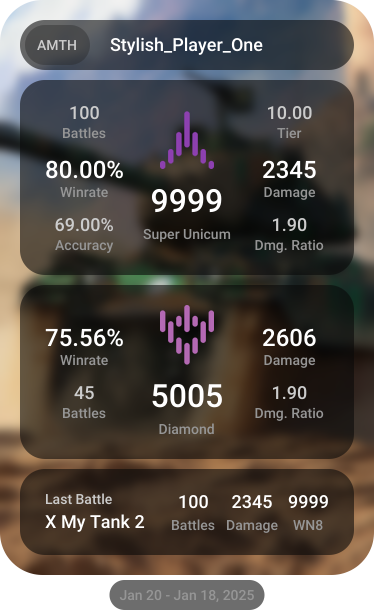 AMTH Stylish_Player_One
100 10.00
Battles Tier
80.00% 2345
Winrate 9999 Damage
69.00% Super Unicum 1.90
Accuracy Dmg. Ratio
75.56% 2606
Winrate Damage
45 5005 1.90
Battles Dmg. Ratio
Diamond
Last Battle 100 2345 9999
X My Tank 2 Battles Damage WN8
Jan 20 - Jan 18, 2025